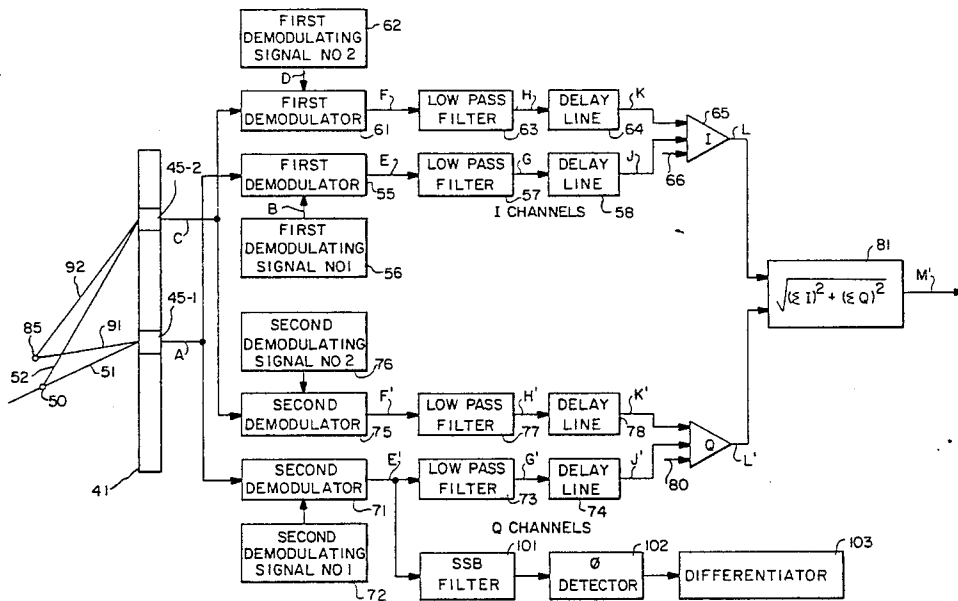 FIRST
DEMODULATING
SIGNAL NO 2
62
D
FIRST
DEMODULATOR
61
F
LOW PASS
FILTER
63
H
DELAY
LINE
64
K
65
I
L
66
45-2
C
FIRST
DEMODULATOR
55
E
LOW PASS
FILTER
57
G
DELAY
LINE
58
J
I CHANNELS
B
FIRST
DEMODULATING
SIGNAL NO1
56
92
45-1
91
85
A
52
51
50
41
81
√(ΣI)² + (ΣQ)²
M'
SECOND
DEMODULATING
SIGNAL NO 2
76
SECOND
DEMODULATOR
75
F'
LOW PASS
FILTER
77
H'
DELAY
LINE
78
K'
Q
L'
80
SECOND
DEMODULATOR
71
E'
LOW PASS
FILTER
73
G'
DELAY
LINE
74
J'
Q CHANNELS
SECOND
DEMODULATING
SIGNAL NO 1
72
SSB
FILTER
101
Ø
DETECTOR
102
DIFFERENTIATOR
103